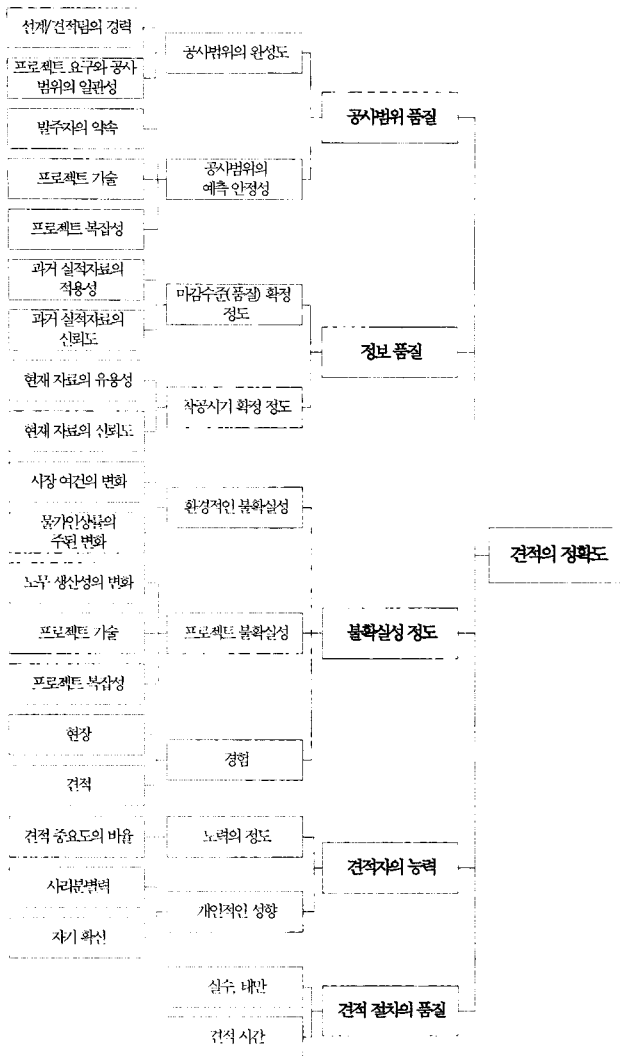 설계/견적팀의 경력
프로젝트 요구와 공사
범위의 일관성
발주자의 약속
프로젝트 기술
프로젝트 복잡성
과거 실적자료의
적용성
과거 실적자료의
신뢰도
현재 자료의 유용성
현재 자료의 신뢰도
시장 여건의 변화
물가인상률의
주된 변화
노무 생산성의 변화
프로젝트 기술
프로젝트 복잡성
현장
견적
견적 중요도의 비율
사리분변력
자기 확신
공사범위의 완성도
공사범위의
예측 안정성
마감수준(품질) 확정
정도
착공시기 확정 정도
환경적인 불확실성
프로젝트 불확실성
경험
노력의 정도
개인적인 성향
실수, 태만
견적 시간
공사범위 품질
정보 품질
불확실성 정도
견적자의 능력
견적 절차의 품질
견적의 정확도